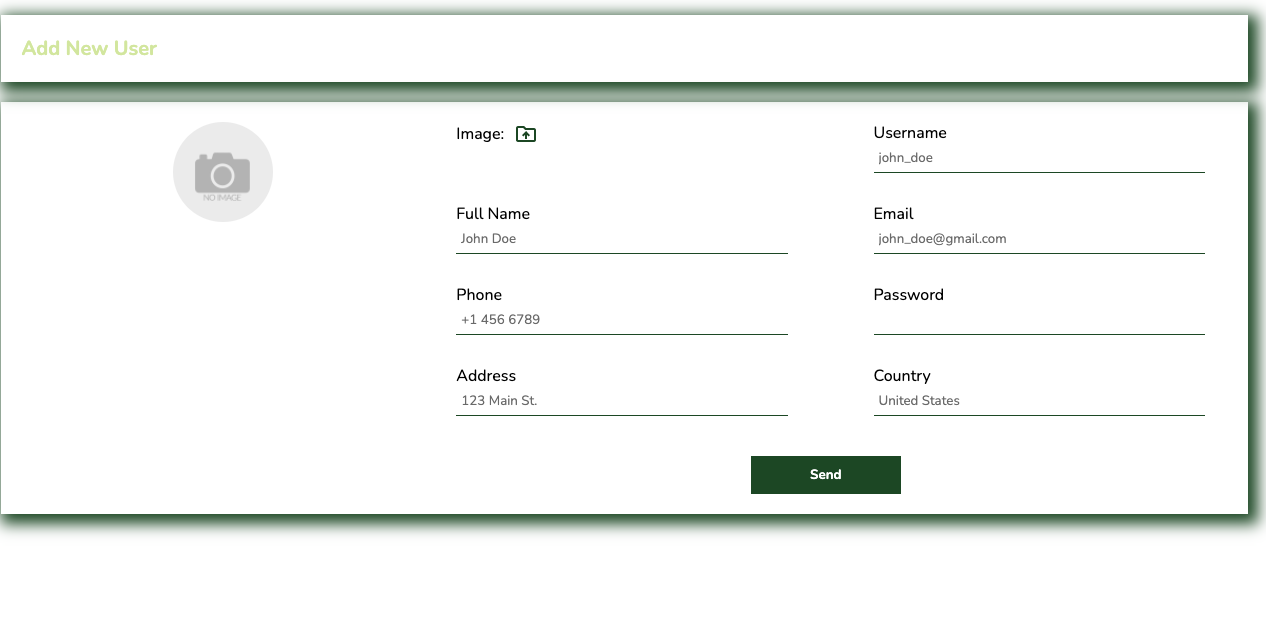 Add New User
NO IMAGE
Image:
Username
john_doe
Full Name
John Doe
Email
john_doe@gmail.com
Phone
+1 456 6789
Password
Address
123 Main St.
Country
United States
Send